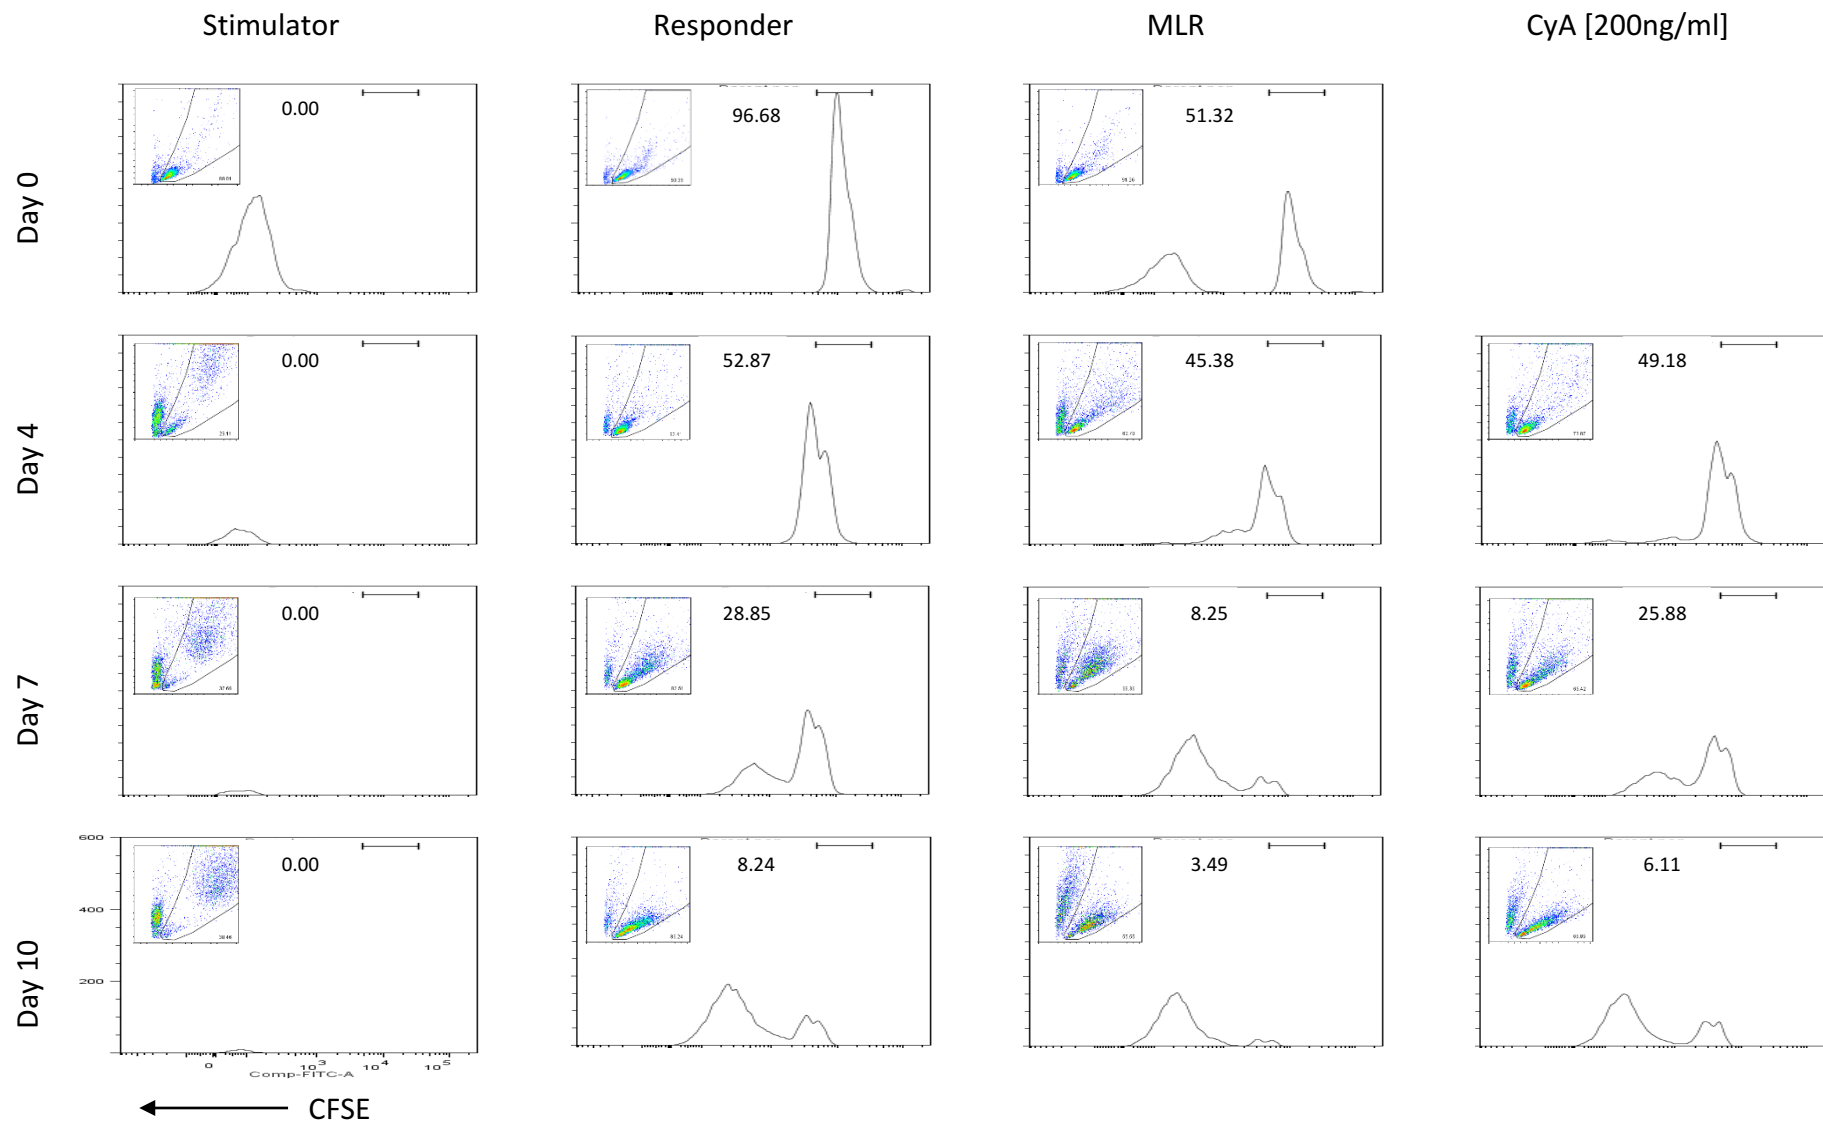 Stimulator Responder MLR CyA [200ng/ml]
Day 0
0.00 96.68 51.32
Day 4
0.00 52.87 45.38 49.18
Day 7
0.00 28.85 8.25 25.88
Day 10
600
0.00 8.24 3.49 6.11
400
200
0 10³ 10⁴ 10⁵
Comp-FITC-A
CFSE